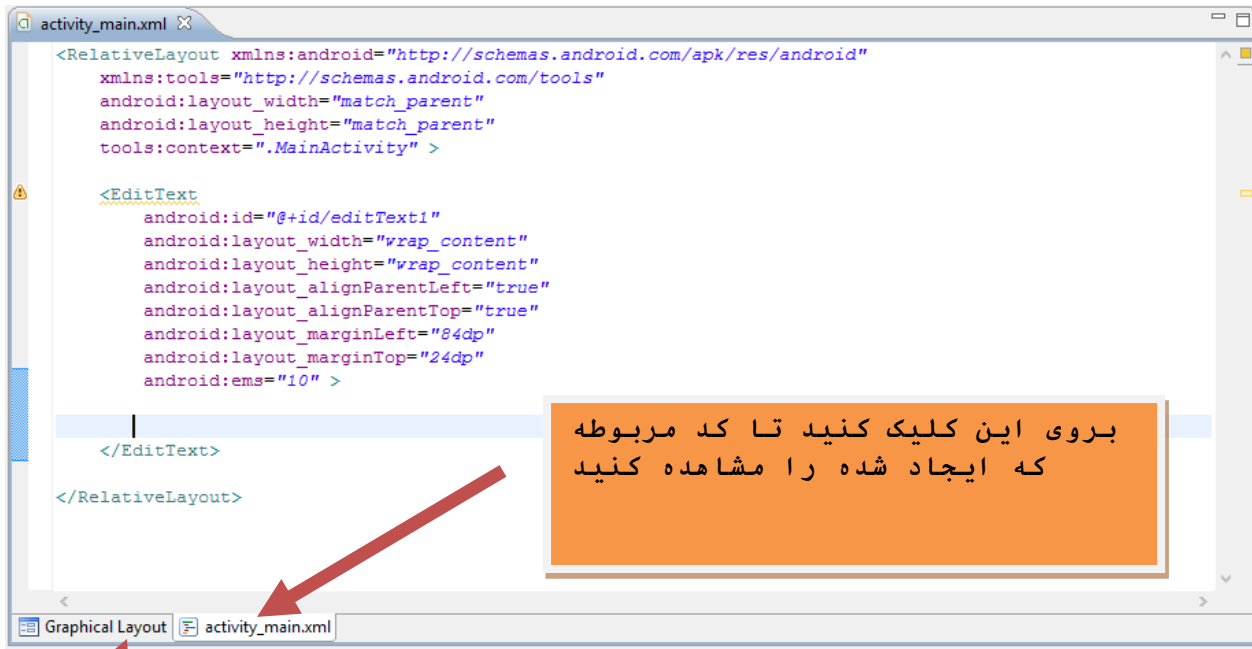 activity_main.xml
<RelativeLayout xmlns:android="http://schemas.android.com/apk/res/android"
    xmlns:tools="http://schemas.android.com/tools"
    android:layout_width="match_parent"
    android:layout_height="match_parent"
    tools:context=".MainActivity" >

    <EditText
        android:id="@+id/editText1"
        android:layout_width="wrap_content"
        android:layout_height="wrap_content"
        android:layout_alignParentLeft="true"
        android:layout_alignParentTop="true"
        android:layout_marginLeft="84dp"
        android:layout_marginTop="24dp"
        android:ems="10" >

    </EditText>

</RelativeLayout>
بروی این کلیک کنید تا کد مربوطه
که ایجاد شده را مشاهده کنید
Graphical Layout activity_main.xml